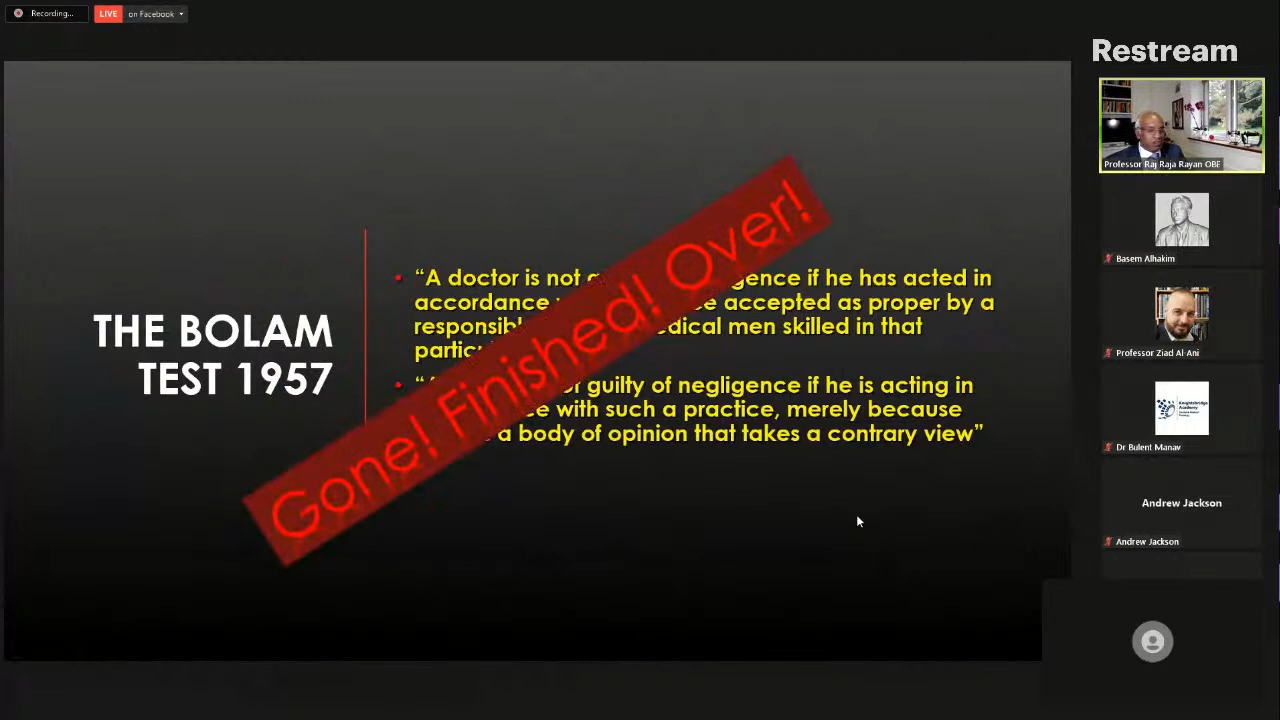 Recording...
LIVE on Facebook
Restream
THE BOLAM
TEST 1957
“A doctor is not gence if he has acted in
accordance accepted as proper by a
responsib medical men skilled in that
partic
guilty of negligence if he is acting in
with such a practice, merely because
a body of opinion that takes a contrary view”
Gone! Finished! Over!
Professor Raj Raja Rayan OBE
Basem Alhakim
Professor Ziad Al-Ani
Knightsbridge
Academy
Dr Bulent Manav
Andrew Jackson
Andrew Jackson